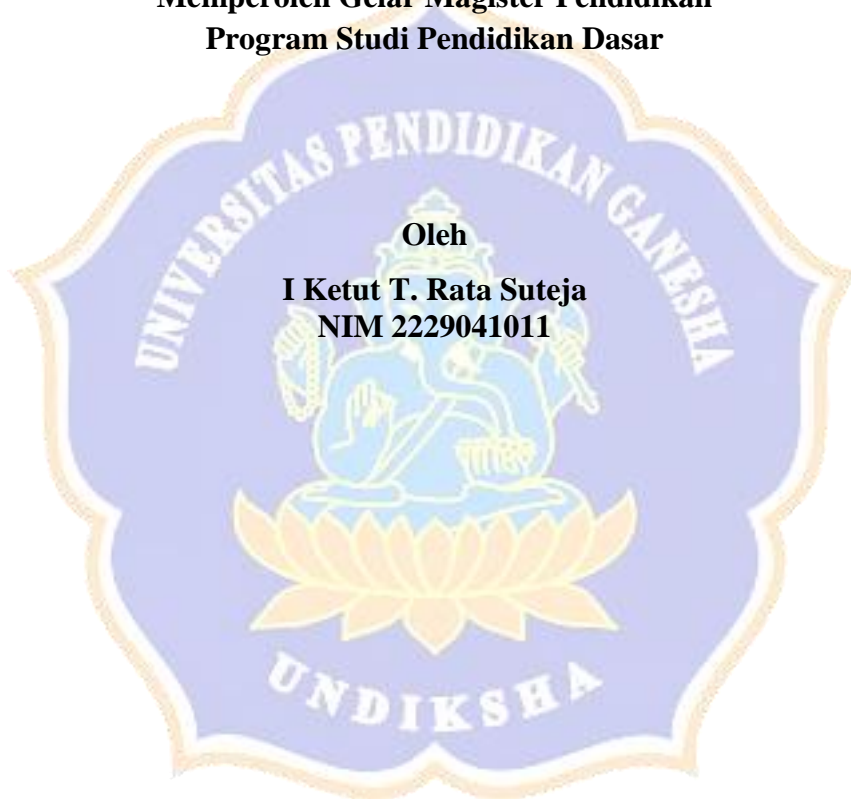 Memperoleh Gelar Magister Pendidikan
Program Studi Pendidikan Dasar
UNIVERSITAS PENDIDIKAN GANESHA
Oleh
I Ketut T. Rata Suteja
NIM 2229041011
UNDIKSHA